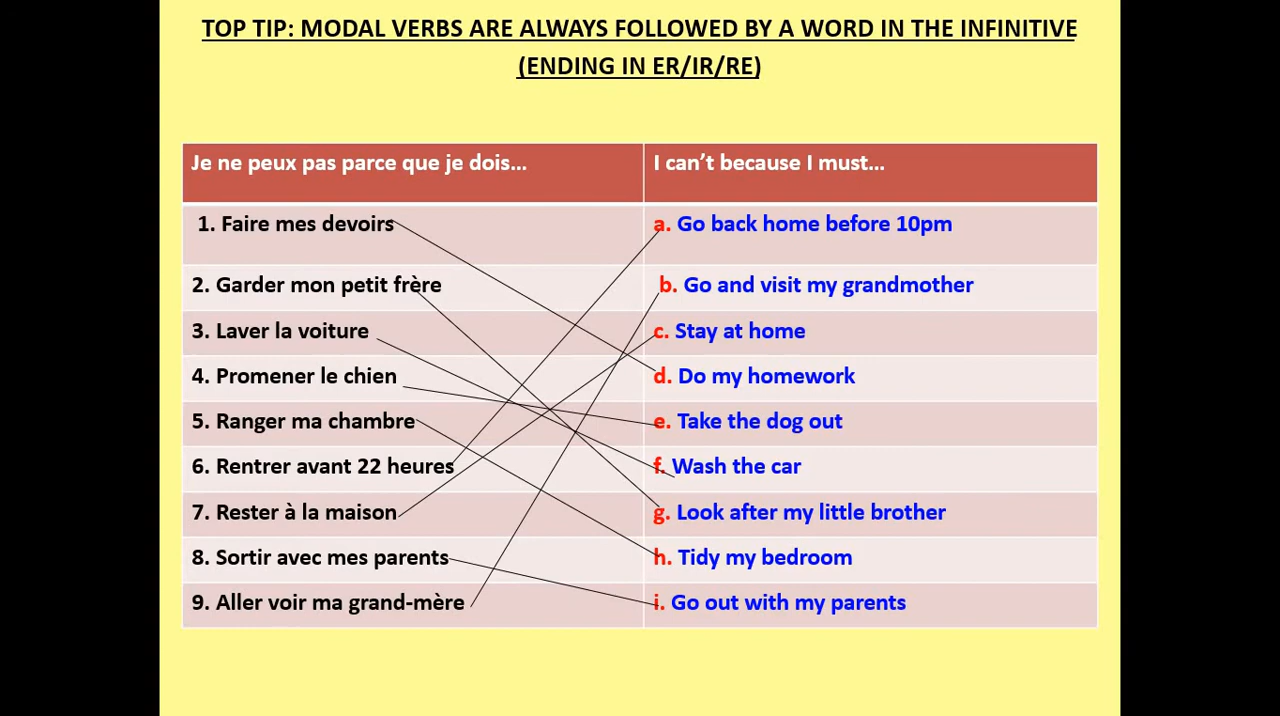 TOP TIP: MODAL VERBS ARE ALWAYS FOLLOWED BY A WORD IN THE INFINITIVE
(ENDING IN ER/IR/RE)
Je ne peux pas parce que je dois... I can't because I must...
1. Faire mes devoirs a. Go back home before 10pm
2. Garder mon petit frère b. Go and visit my grandmother
3. Laver la voiture c. Stay at home
4. Promener le chien d. Do my homework
5. Ranger ma chambre e. Take the dog out
6. Rentrer avant 22 heures f. Wash the car
7. Rester à la maison g. Look after my little brother
8. Sortir avec mes parents h. Tidy my bedroom
9. Aller voir ma grand-mère i. Go out with my parents